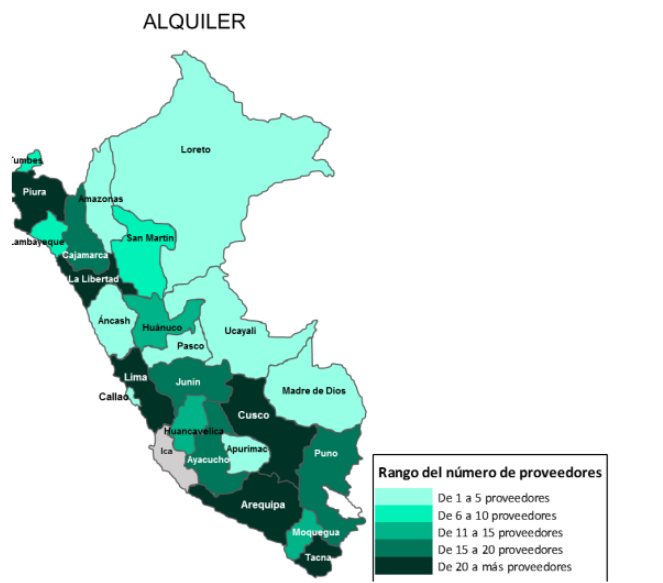 ALQUILER
Loreto
Tumbes
Piura
Amazonas
Lambayeque
San Martín
Cajamarca
La Libertad
Áncash
Huánuco
Ucayali
Pasco
Lima
Junín
Madre de Dios
Callao
Cusco
Huancavelica
Ica
Apurimac
Ayacucho
Puno
Arequipa
Moquegua
Tacna
Rango del número de proveedores
De 1 a 5 proveedores
De 6 a 10 proveedores
De 11 a 15 proveedores
De 15 a 20 proveedores
De 20 a más proveedores